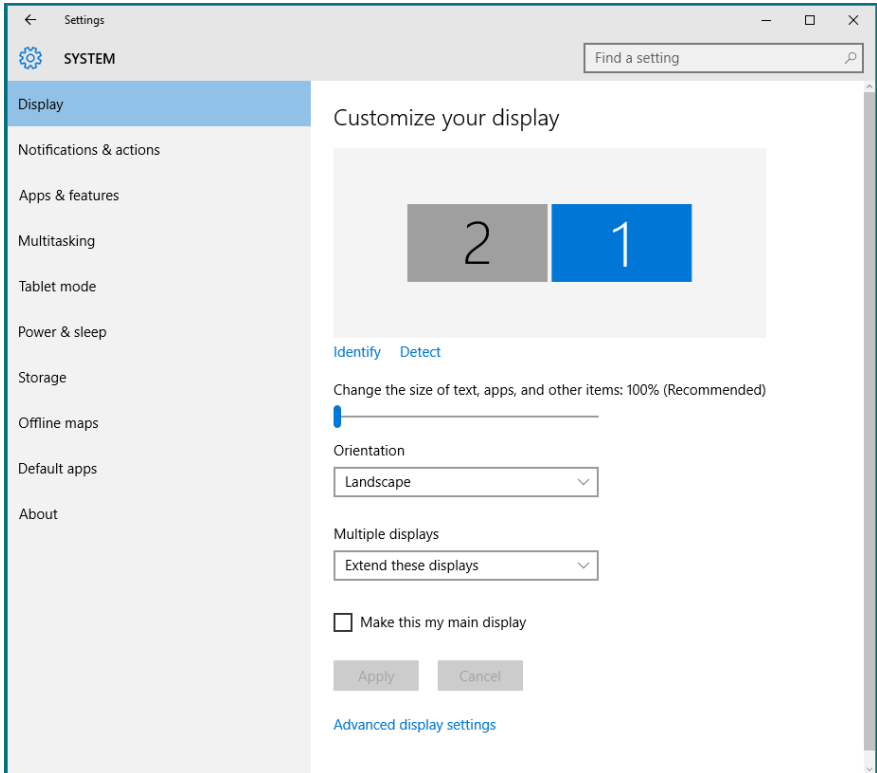 Settings
SYSTEM
Find a setting
Display
Notifications & actions
Apps & features
Multitasking
Tablet mode
Power & sleep
Storage
Offline maps
Default apps
About
Customize your display
2 1
Identify Detect
Change the size of text, apps, and other items: 100% (Recommended)
Orientation
Landscape
Multiple displays
Extend these displays
Make this my main display
Apply Cancel
Advanced display settings